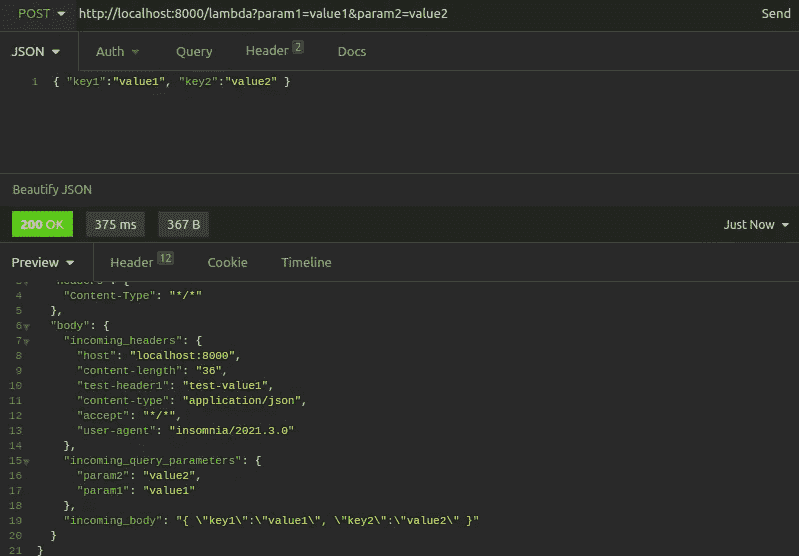 POST http://localhost:8000/lambda?param1=value1&param2=value2 Send
JSON Auth Query Header 2 Docs
1 { "key1":"value1", "key2":"value2" }
Beautify JSON
200 OK 375 ms 367 B Just Now
Preview Header 12 Cookie Timeline
3 "headers": {
4 "Content-Type": "*/*"
5 },
6 "body": {
7 "incoming_headers": {
8 "host": "localhost:8000",
9 "content-length": "36",
10 "test-header1": "test-value1",
11 "content-type": "application/json",
12 "accept": "*/*",
13 "user-agent": "insomnia/2021.3.0"
14 },
15 "incoming_query_parameters": {
16 "param2": "value2",
17 "param1": "value1"
18 },
19 "incoming_body": "{ \"key1\":\"value1\", \"key2\":\"value2\" }"
20 }
21 }